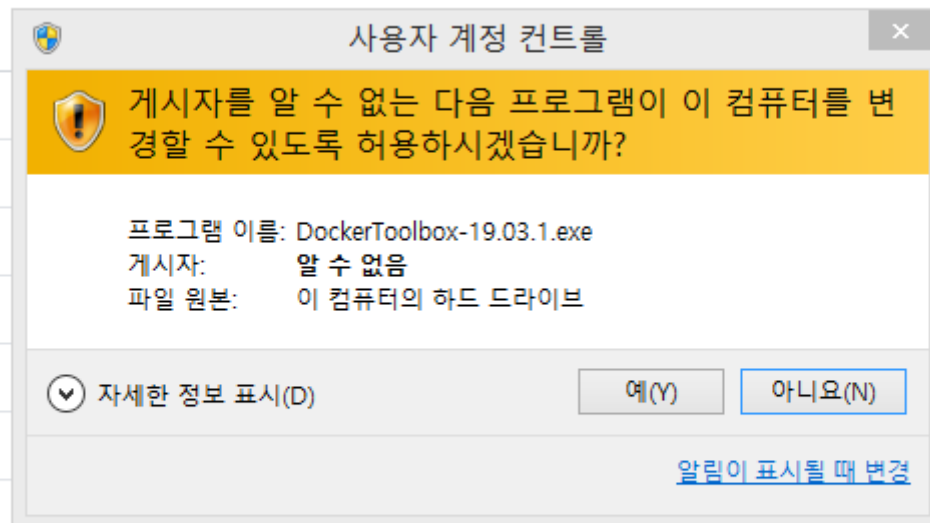 사용자 계정 컨트롤
게시자를 알 수 없는 다음 프로그램이 이 컴퓨터를 변
경할 수 있도록 허용하시겠습니까?
프로그램 이름: DockerToolbox-19.03.1.exe
게시자: 알 수 없음
파일 원본: 이 컴퓨터의 하드 드라이브
자세한 정보 표시(D)
예(Y)
아니요(N)
알림이 표시될 때 변경